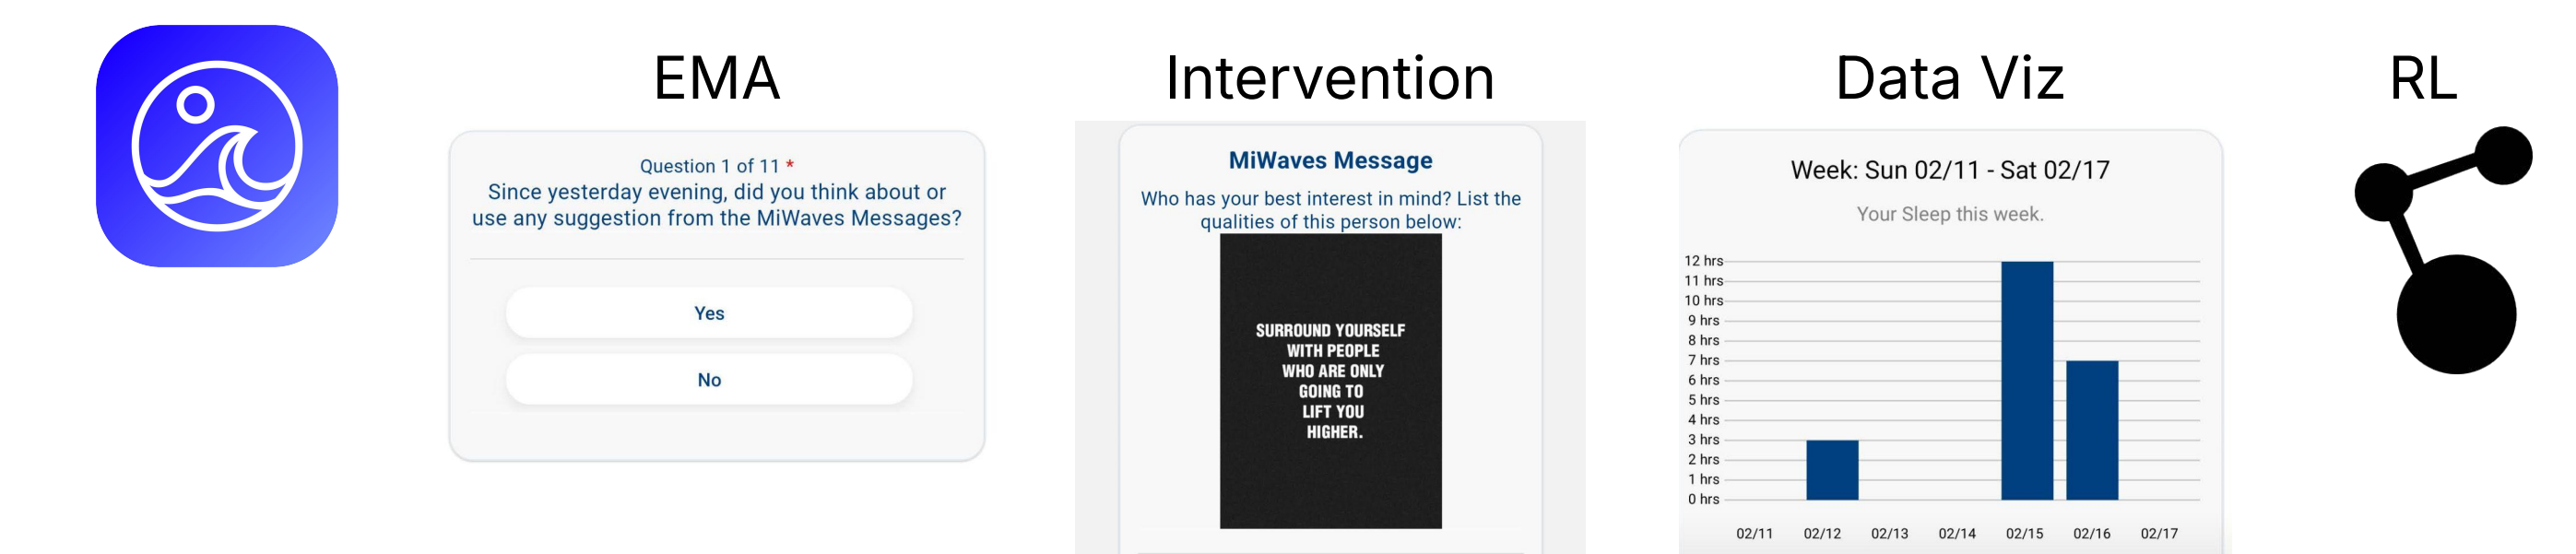 EMA
Question 1 of 11 *
Since yesterday evening, did you think about or
use any suggestion from the MiWaves Messages?
Yes
No
Intervention
MiWaves Message
Who has your best interest in mind? List the
qualities of this person below:
SURROUND YOURSELF
WITH PEOPLE
WHO ARE ONLY
GOING TO
LIFT YOU
HIGHER.
Data Viz
Week: Sun 02/11 - Sat 02/17
Your Sleep this week.
12 hrs
11 hrs
10 hrs
9 hrs
8 hrs
7 hrs
6 hrs
5 hrs
4 hrs
3 hrs
2 hrs
1 hrs
0 hrs
02/11 02/12 02/13 02/14 02/15 02/16 02/17
RL